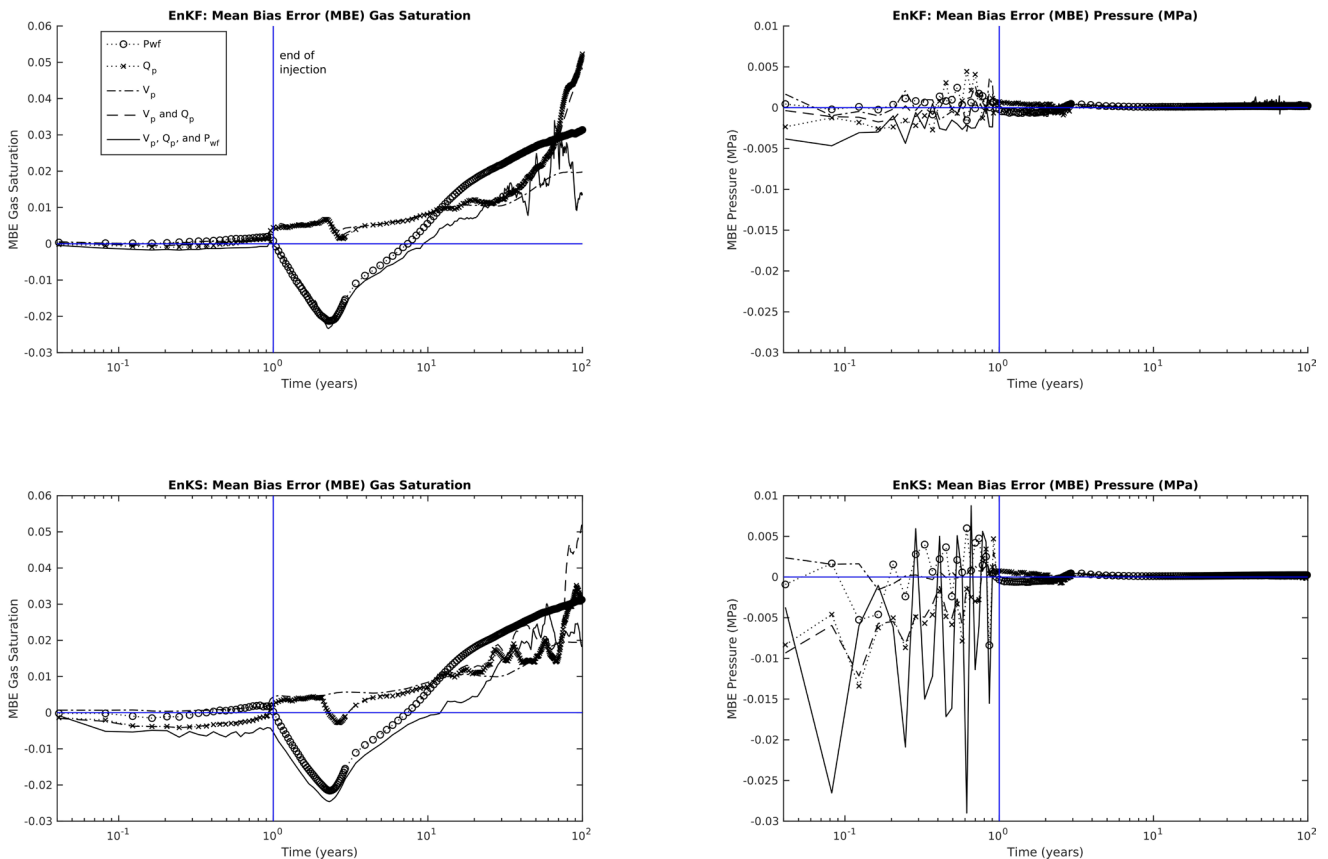 EnKF: Mean Bias Error (MBE) Gas Saturation
0.06
0.05
0.04
0.03
0.02
0.01
0
-0.01
-0.02
-0.03
MBE Gas Saturation
Pwf
Qp
Vp
Vp and Qp
Vp, Qp, and Pwf
end of
injection
10-1
100
101
102
Time (years)
EnKF: Mean Bias Error (MBE) Pressure (MPa)
0.01
0.005
0
-0.005
-0.01
-0.015
-0.02
-0.025
-0.03
MBE Pressure (MPa)
10-1
100
101
102
Time (years)
EnKS: Mean Bias Error (MBE) Gas Saturation
0.06
0.05
0.04
0.03
0.02
0.01
0
-0.01
-0.02
-0.03
MBE Gas Saturation
10-1
100
101
102
Time (years)
EnKS: Mean Bias Error (MBE) Pressure (MPa)
0.01
0.005
0
-0.005
-0.01
-0.015
-0.02
-0.025
-0.03
MBE Pressure (MPa)
10-1
100
101
102
Time (years)